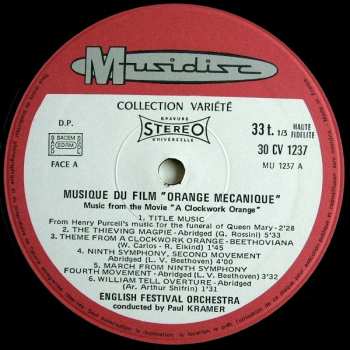 Musidisc
COLLECTION VARIÉTÉ
D.P.
GRAVURE
STEREO
UNIVERSELLE
33 t. 1/3 HAUTE FIDÉLITÉ
SACEM
FACE A
30 CV 1237
MU 1237 A
MUSIQUE DU FILM "ORANGE MECANIQUE"
Music from the Movie "A Clockwork Orange"
1. TITLE MUSIC
From Henry Purcell's music for the funeral of Queen Mary - 2'28
2. THE THIEVING MAGPIE - Abridged (G. Rossini) 5'53
3. THEME FROM A CLOCKWORK ORANGE - BEETHOVIANA
(W. Carlos - R. Elkind) 1'45
4. NINTH SYMPHONY, SECOND MOVEMENT
Abridged (L. V. Beethoven) 4'00
5. MARCH FROM NINTH SYMPHONY
FOURTH MOVEMENT - Abridged (L. V. Beethoven) 3'32
6. WILLIAM TELL OVERTURE - Abridged
(Ar. Arthur Shifrin) 1'31
ENGLISH FESTIVAL ORCHESTRA
conducted by Paul KRAMER